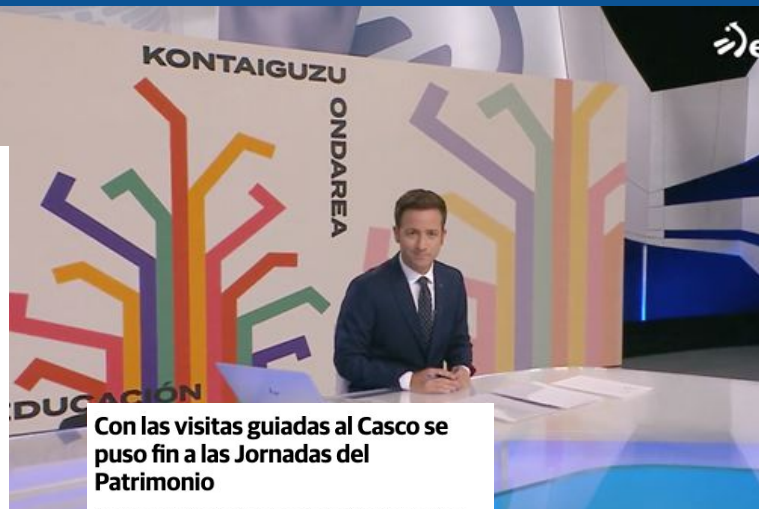 KONTAIGUZU
ONDAREA
EDUCACIÓN
Con las visitas guiadas al Casco se
puso fin a las Jornadas del
Patrimonio